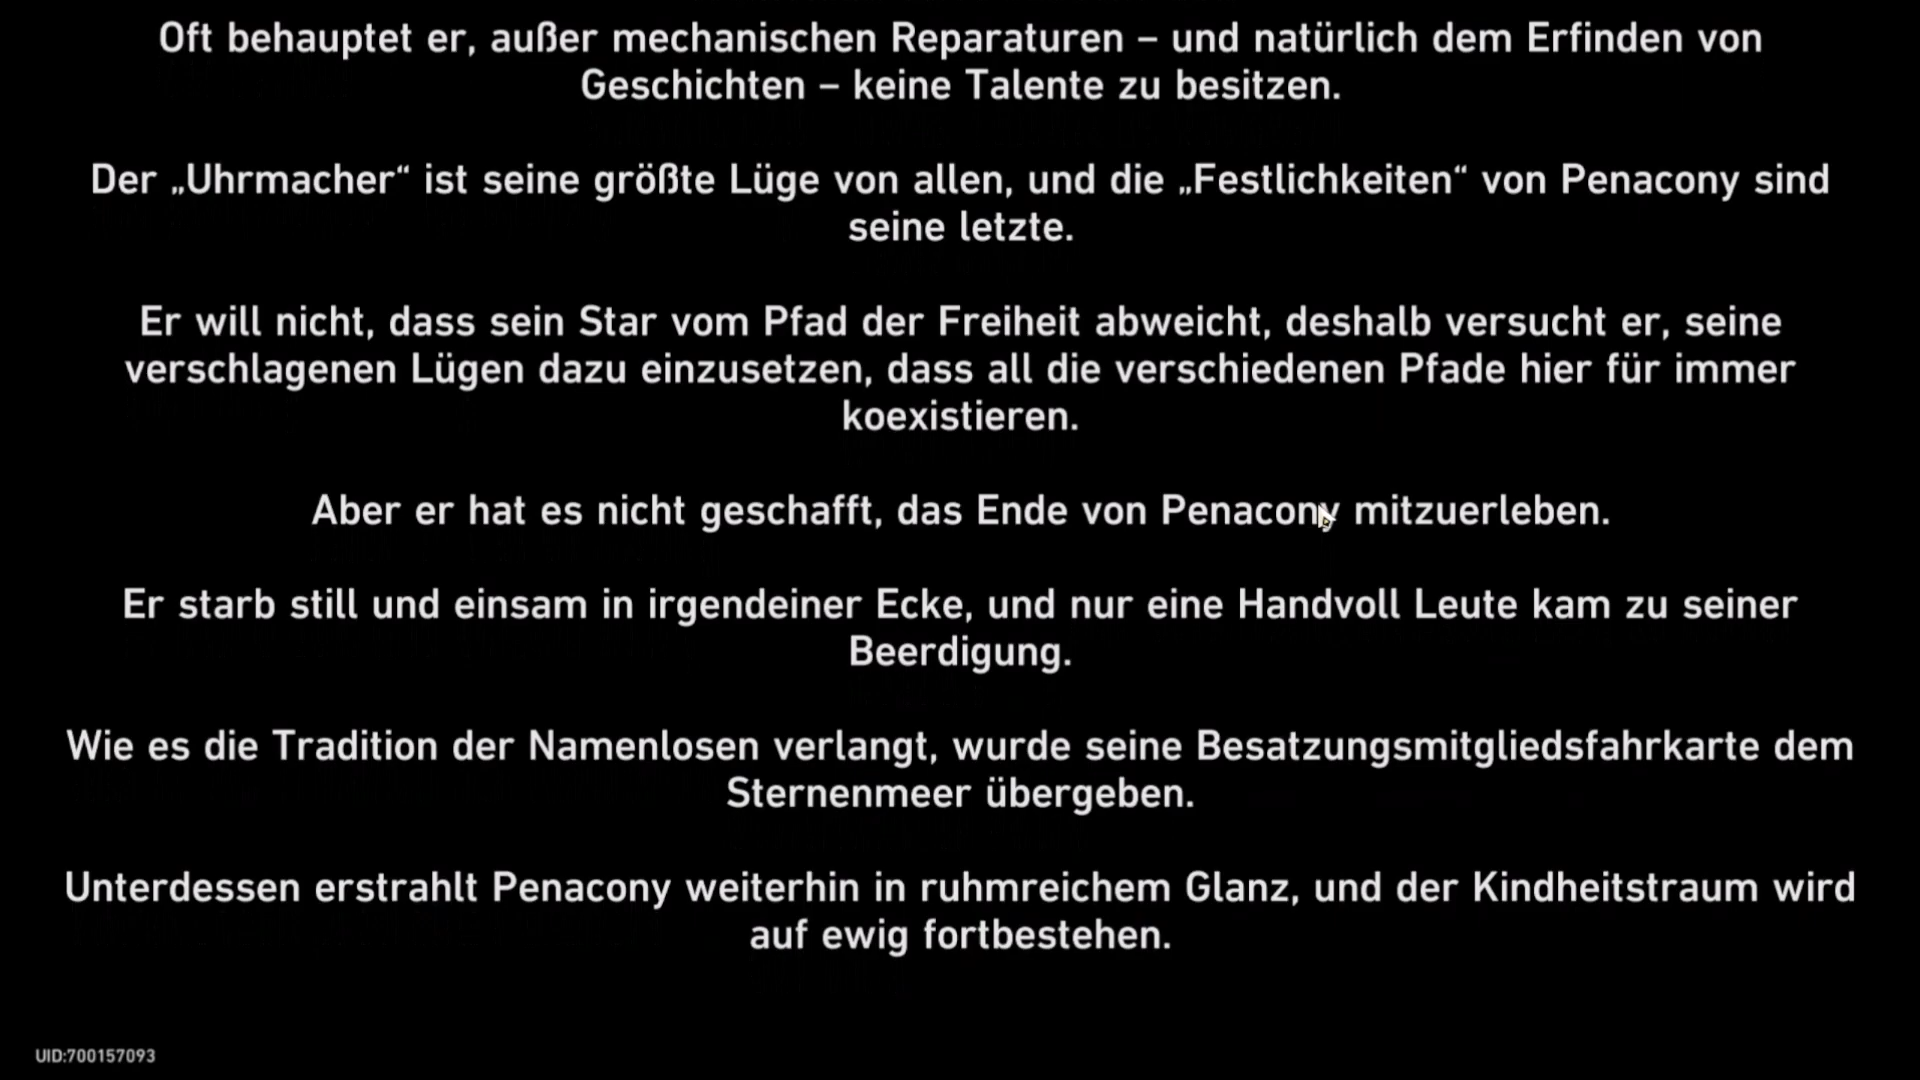 Oft behauptet er, außer mechanischen Reparaturen – und natürlich dem Erfinden von
Geschichten – keine Talente zu besitzen.
Der „Uhrmacher“ ist seine größte Lüge von allen, und die „Festlichkeiten“ von Penacony sind
seine letzte.
Er will nicht, dass sein Star vom Pfad der Freiheit abweicht, deshalb versucht er, seine
verschlagenen Lügen dazu einzusetzen, dass all die verschiedenen Pfade hier für immer
koexistieren.
Aber er hat es nicht geschafft, das Ende von Penacony mitzuerleben.
Er starb still und einsam in irgendeiner Ecke, und nur eine Handvoll Leute kam zu seiner
Beerdigung.
Wie es die Tradition der Namenlosen verlangt, wurde seine Besatzungsmitgliedsfahrkarte dem
Sternenmeer übergeben.
Unterdessen erstrahlt Penacony weiterhin in ruhmreichem Glanz, und der Kindheitstraum wird
auf ewig fortbestehen.
UID:700157093